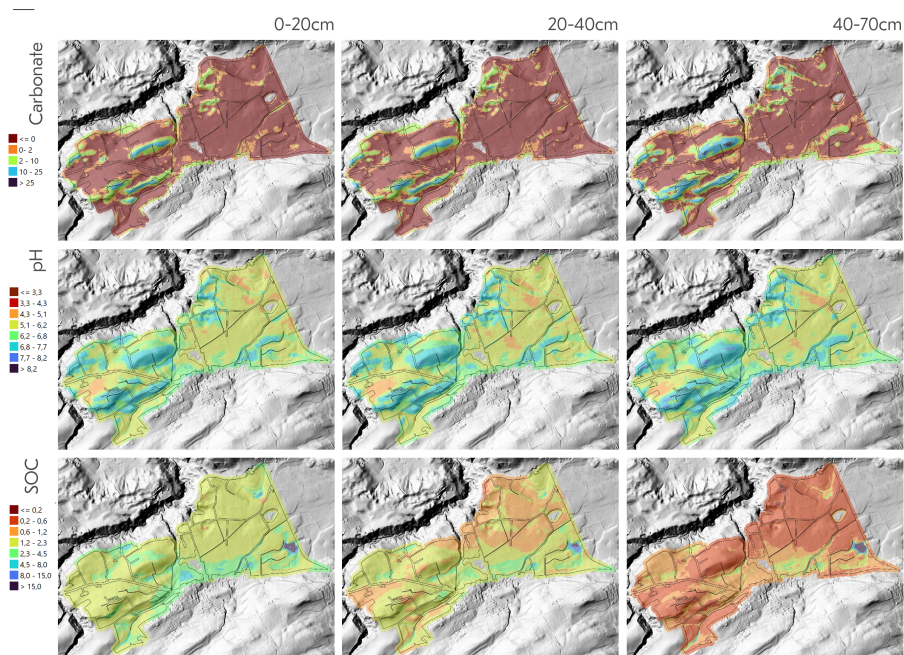 0-20cm
20-40cm
40-70cm
Carbonate
<= 0
0- 2
2 - 10
10 - 25
> 25
pH
<= 3,3
3,3 - 4,3
4,3 - 5,1
5,1 - 6,2
6,2 - 6,8
6,8 - 7,7
7,7 - 8,2
> 8,2
SOC
<= 0,2
0,2 - 0,6
0,6 - 1,2
1,2 - 2,3
2,3 - 4,5
4,5 - 8,0
8,0 - 15,0
> 15,0